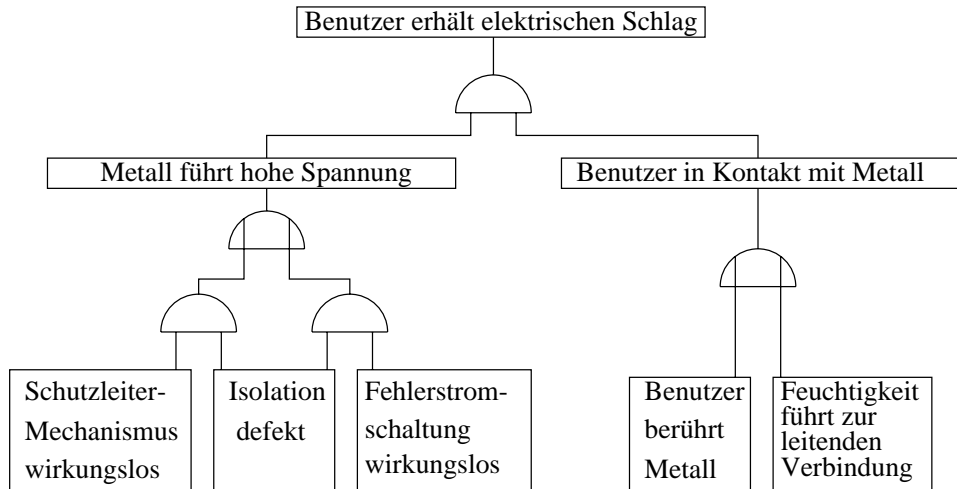 Benutzer erhält elektrischen Schlag
Metall führt hohe Spannung
Benutzer in Kontakt mit Metall
Schutzleiter-
Mechanismus
wirkungslos
Isolation
defekt
Fehlerstrom-
schaltung
wirkungslos
Benutzer
berührt
Metall
Feuchtigkeit
führt zur
leitenden
Verbindung